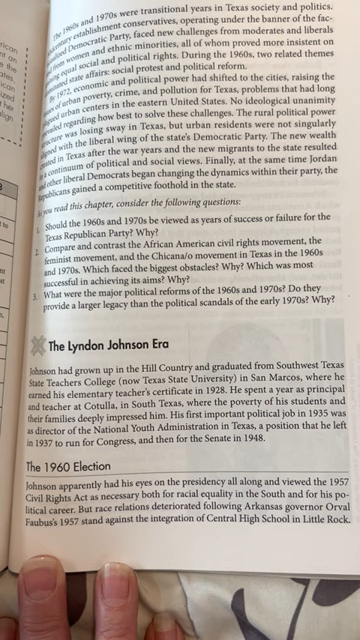 The 1960s and 1970s were transitional years in Texas society and politics.
establishment conservatives, operating under the banner of the fac-
Democratic Party, faced new challenges from moderates and liberals
from women and ethnic minorities, all of whom proved more insistent on
equal social and political rights. During the 1960s, two related themes
state affairs: social protest and political reform.
By 1972, economic and political power had shifted to the cities, raising the
of urban poverty, crime, and pollution for Texas, problems that had long
urban centers in the eastern United States. No ideological unanimity
regarding how best to solve these challenges. The rural political power
was losing sway in Texas, but urban residents were not singularly
with the liberal wing of the state's Democratic Party. The new wealth
in Texas after the war years and the new migrants to the state resulted
a continuum of political and social views. Finally, at the same time Jordan
and other liberal Democrats began changing the dynamics within their party, the
Republicans gained a competitive foothold in the state.
As you read this chapter, consider the following questions:
1. Should the 1960s and 1970s be viewed as years of success or failure for the
Texas Republican Party? Why?
2. Compare and contrast the African American civil rights movement, the
feminist movement, and the Chicana/o movement in Texas in the 1960s
and 1970s. Which faced the biggest obstacles? Why? Which was most
successful in achieving its aims? Why?
3. What were the major political reforms of the 1960s and 1970s? Do they
provide a larger legacy than the political scandals of the early 1970s? Why?
The Lyndon Johnson Era
Johnson had grown up in the Hill Country and graduated from Southwest Texas
State Teachers College (now Texas State University) in San Marcos, where he
earned his elementary teacher's certificate in 1928. He spent a year as principal
and teacher at Cotulla, in South Texas, where the poverty of his students and
their families deeply impressed him. His first important political job in 1935 was
as director of the National Youth Administration in Texas, a position that he left
in 1937 to run for Congress, and then for the Senate in 1948.
The 1960 Election
Johnson apparently had his eyes on the presidency all along and viewed the 1957
Civil Rights Act as necessary both for racial equality in the South and for his po-
litical career. But race relations deteriorated following Arkansas governor Orval
Faubus's 1957 stand against the integration of Central High School in Little Rock.